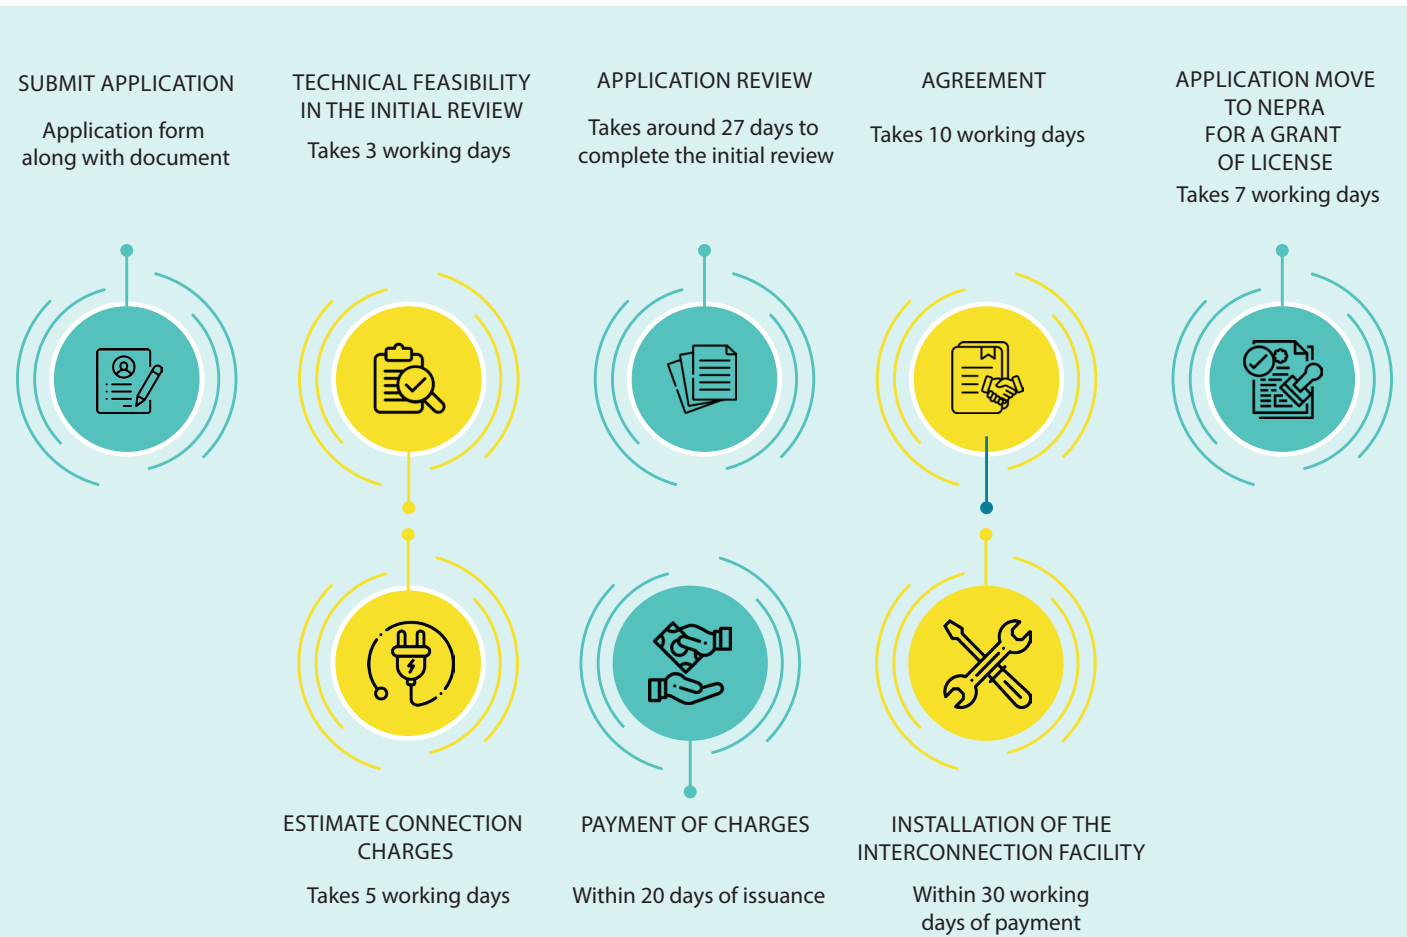 SUBMIT APPLICATION
Application form
along with document
TECHNICAL FEASIBILITY
IN THE INITIAL REVIEW
Takes 3 working days
APPLICATION REVIEW
Takes around 27 days to
complete the initial review
AGREEMENT
Takes 10 working days
APPLICATION MOVE
TO NEPRA
FOR A GRANT
OF LICENSE
Takes 7 working days
ESTIMATE CONNECTION
CHARGES
Takes 5 working days
PAYMENT OF CHARGES
Within 20 days of issuance
INSTALLATION OF THE
INTERCONNECTION FACILITY
Within 30 working
days of payment